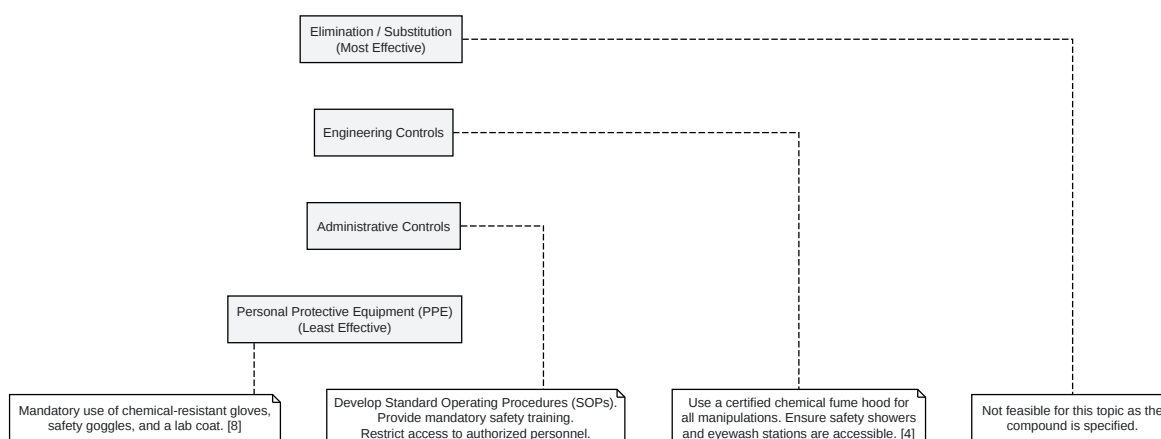 Elimination / Substitution
(Most Effective)
Engineering Controls
Administrative Controls
Personal Protective Equipment (PPE)
(Least Effective)
Mandatory use of chemical-resistant gloves,
safety goggles, and a lab coat. [8]
Develop Standard Operating Procedures (SOPs).
Provide mandatory safety training.
Restrict access to authorized personnel.
Use a certified chemical fume hood for
all manipulations. Ensure safety showers
and eyewash stations are accessible. [4]
Not feasible for this topic as the
compound is specified.